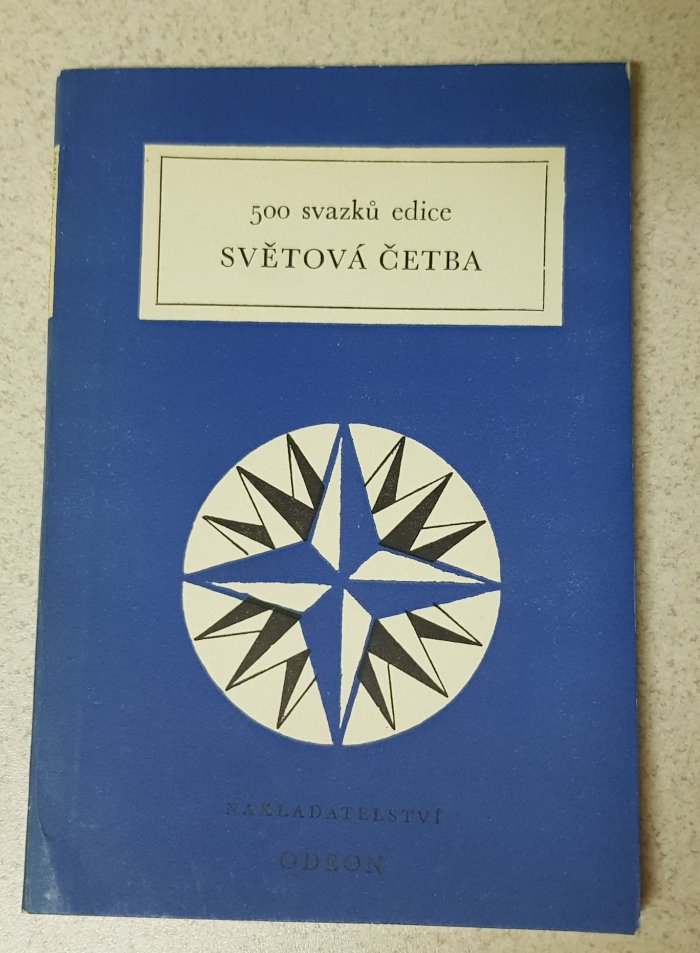 500 svazků edice
SVĚTOVÁ ČETBA
NAKLADATELSTVÍ
ODEON